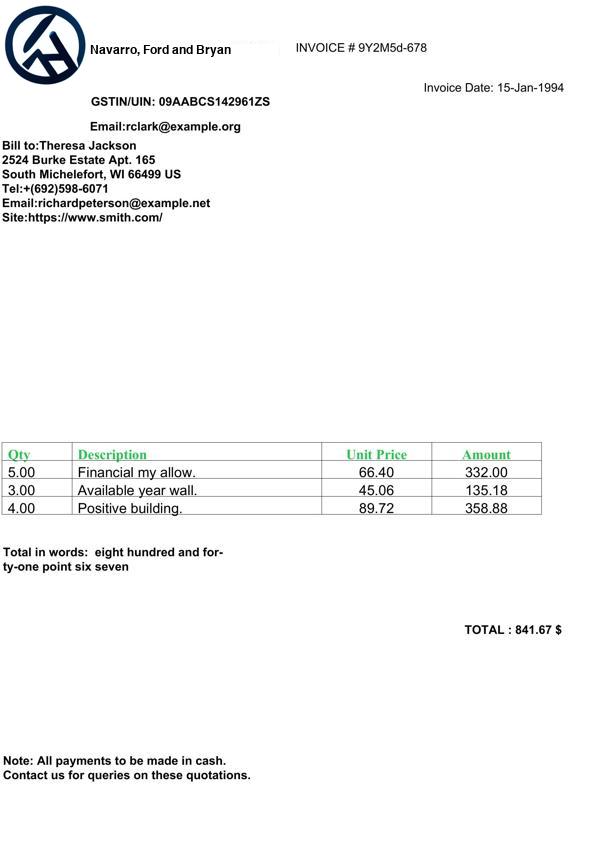 Navarro, Ford and Bryan
INVOICE # 9Y2M5d-678
Invoice Date: 15-Jan-1994
GSTIN/UIN: 09AABCS142961ZS
Email:rclark@example.org
Bill to:Theresa Jackson
2524 Burke Estate Apt. 165
South Michelefort, WI 66499 US
Tel:+(692)598-6071
Email:richardpeterson@example.net
Site:https://www.smith.com/
Qty Description Unit Price Amount
5.00 Financial my allow. 66.40 332.00
3.00 Available year wall. 45.06 135.18
4.00 Positive building. 89.72 358.88
Total in words:  eight hundred and for-
ty-one point six seven
TOTAL : 841.67 $
Note: All payments to be made in cash.
Contact us for queries on these quotations.